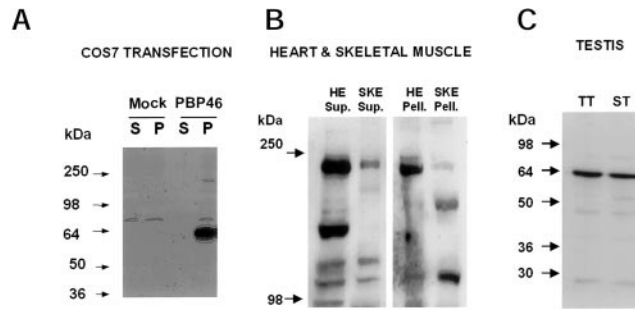 A
COS7 TRANSFECTION
Mock PBP46
S P S P
kDa
250
98
64
50
36
B
HEART & SKELETAL MUSCLE
HE SKE HE SKE
Sup. Sup. Pell. Pell.
250
98
C
TESTIS
TT ST
kDa
98
64
50
36
30